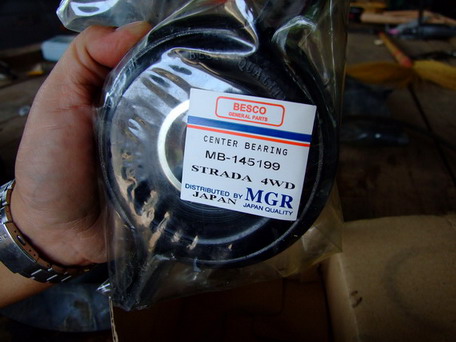 BESCO
GENERAL PARTS
CENTER BEARING
MB-145199
STRADA 4WD
DISTRIBUTED BY MGR
JAPAN JAPAN QUALITY